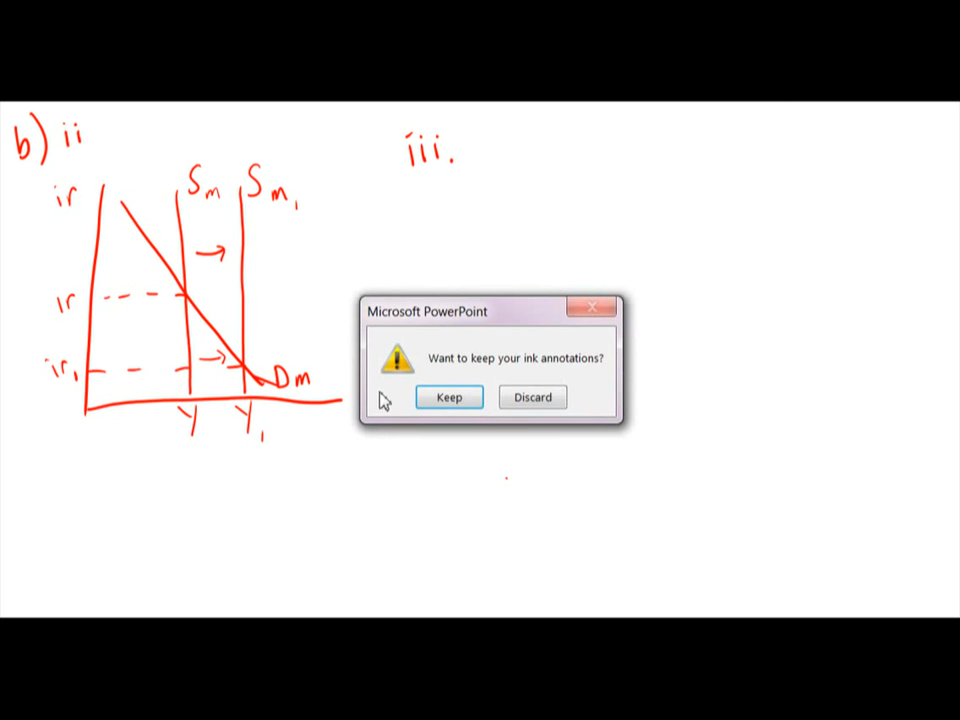 b) ii
iii.
Sm Sm1
ir
ir
ir1
Dm
Y Y1
Microsoft PowerPoint
Want to keep your ink annotations?
Keep Discard